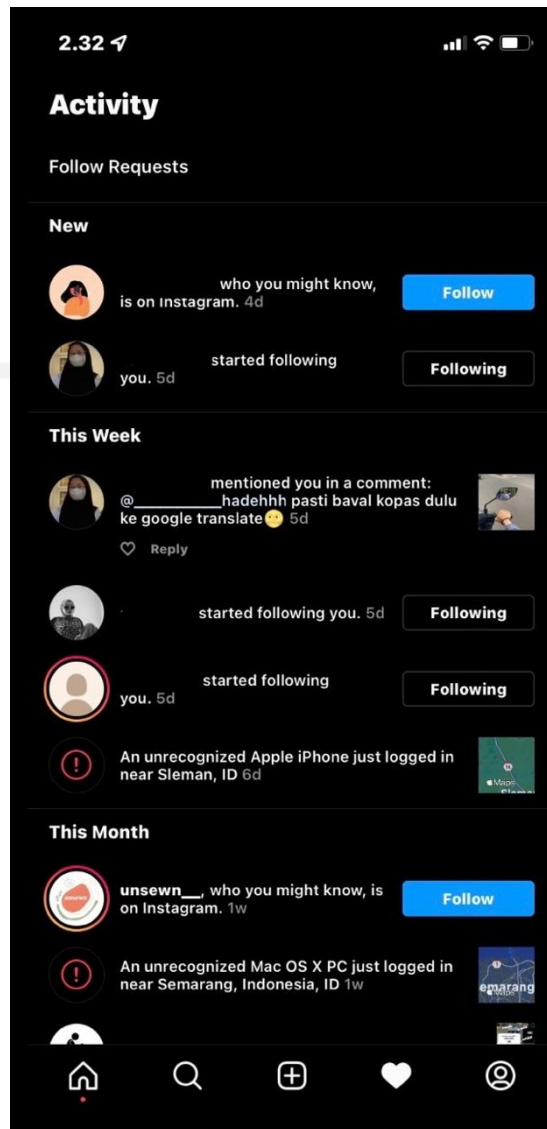 2.32
Activity
Follow Requests
New
who you might know,
is on Instagram. 4d
Follow
started following
you. 5d
Following
This Week
mentioned you in a comment:
@__________hadehhh pasti baval kopas dulu
ke google translate😬 5d
Reply
started following you. 5d
Following
started following
you. 5d
Following
An unrecognized Apple iPhone just logged in
near Sleman, ID 6d
Maps
This Month
unsewn__, who you might know, is
on Instagram. 1w
Follow
An unrecognized Mac OS X PC just logged in
near Semarang, Indonesia, ID 1w
emarang
Maps